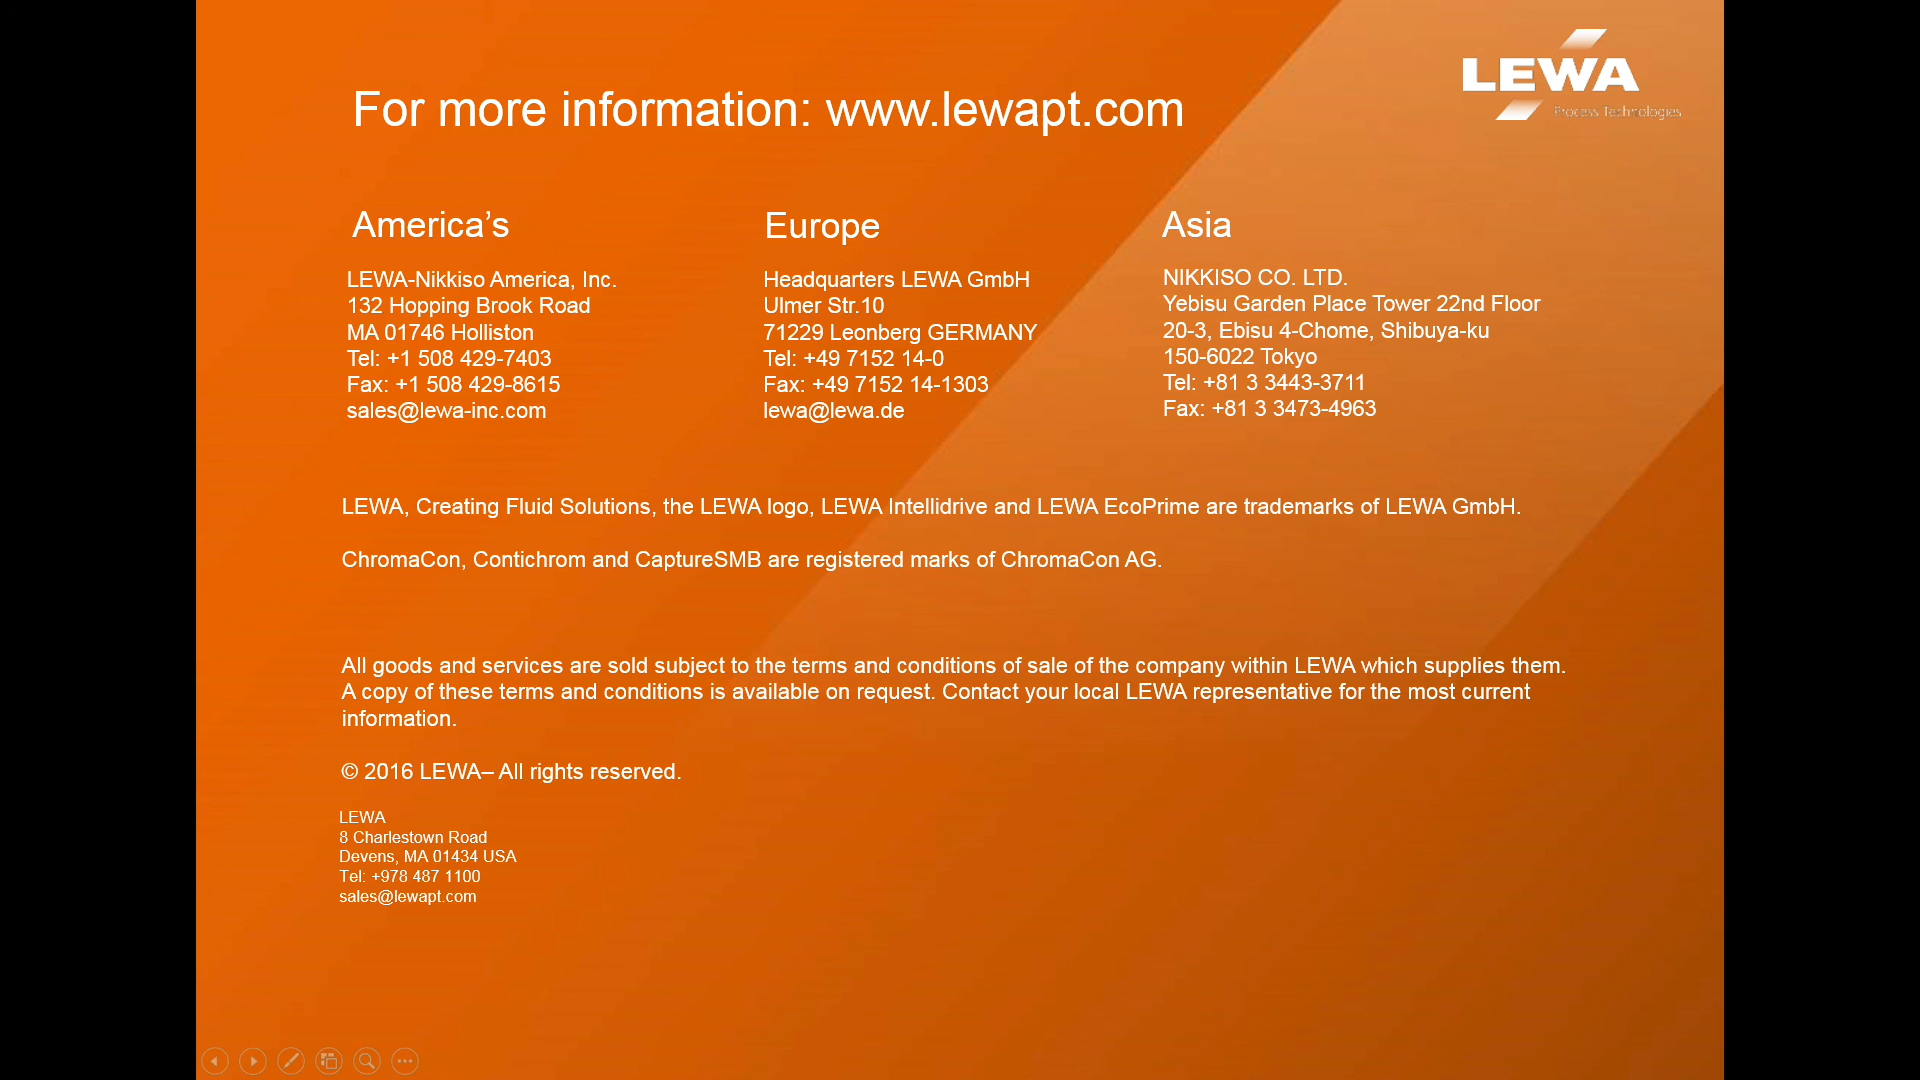 LEWA
Process Technologies
For more information: www.lewapt.com
America’s
LEWA-Nikkiso America, Inc.
132 Hopping Brook Road
MA 01746 Holliston
Tel: +1 508 429-7403
Fax: +1 508 429-8615
sales@lewa-inc.com
Europe
Headquarters LEWA GmbH
Ulmer Str.10
71229 Leonberg GERMANY
Tel: +49 7152 14-0
Fax: +49 7152 14-1303
lewa@lewa.de
Asia
NIKKISO CO. LTD.
Yebisu Garden Place Tower 22nd Floor
20-3, Ebisu 4-Chome, Shibuya-ku
150-6022 Tokyo
Tel: +81 3 3443-3711
Fax: +81 3 3473-4963
LEWA, Creating Fluid Solutions, the LEWA logo, LEWA Intellidrive and LEWA EcoPrime are trademarks of LEWA GmbH.
ChromaCon, Contichrom and CaptureSMB are registered marks of ChromaCon AG.
All goods and services are sold subject to the terms and conditions of sale of the company within LEWA which supplies them.
A copy of these terms and conditions is available on request. Contact your local LEWA representative for the most current
information.
© 2016 LEWA– All rights reserved.
LEWA
8 Charlestown Road
Devens, MA 01434 USA
Tel: +978 487 1100
sales@lewapt.com